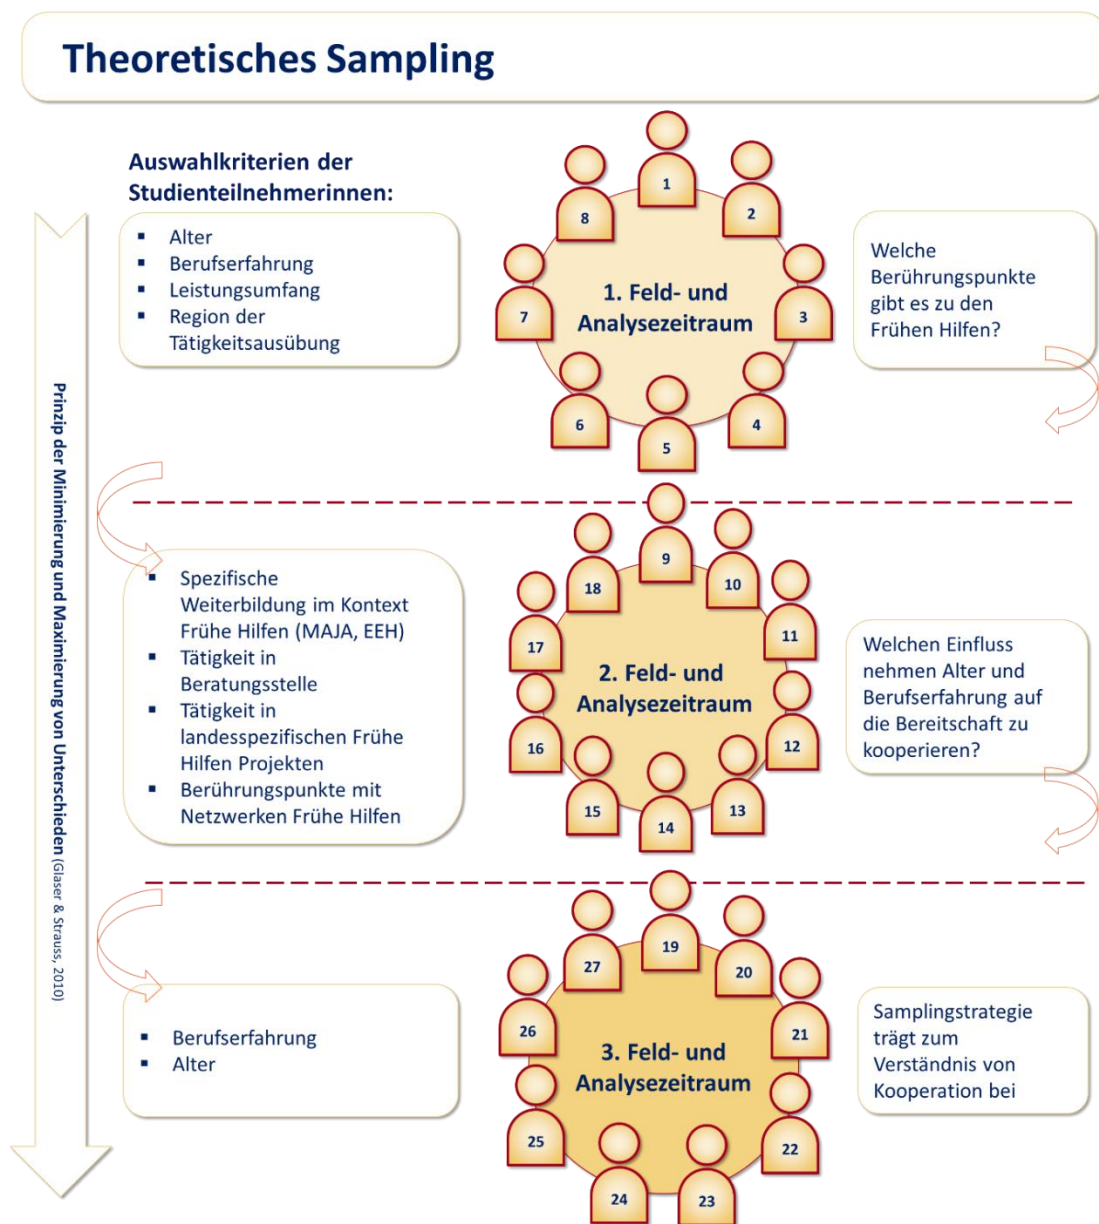 Theoretisches Sampling
Auswahlkriterien der
Studienteilnehmerinnen:
▪ Alter
▪ Berufserfahrung
▪ Leistungsumfang
▪ Region der
Tätigkeitsausübung
1
2
3
4
5
6
7
8
1. Feld- und
Analysezeitraum
Welche
Berührungspunkte
gibt es zu den
Frühen Hilfen?
Prinzip der Minimierung und Maximierung von Unterschieden (Glaser & Strauss, 2010)
▪ Spezifische
Weiterbildung im Kontext
Frühe Hilfen (MAJA, EEH)
▪ Tätigkeit in
Beratungsstelle
▪ Tätigkeit in
landesspezifischen Frühe
Hilfen Projekten
▪ Berührungspunkte mit
Netzwerken Frühe Hilfen
9
10
11
12
13
14
15
16
17
18
2. Feld- und
Analysezeitraum
Welchen Einfluss
nehmen Alter und
Berufserfahrung auf
die Bereitschaft zu
kooperieren?
▪ Berufserfahrung
▪ Alter
19
20
21
22
23
24
25
26
27
3. Feld- und
Analysezeitraum
Samplingstrategie
trägt zum
Verständnis von
Kooperation bei